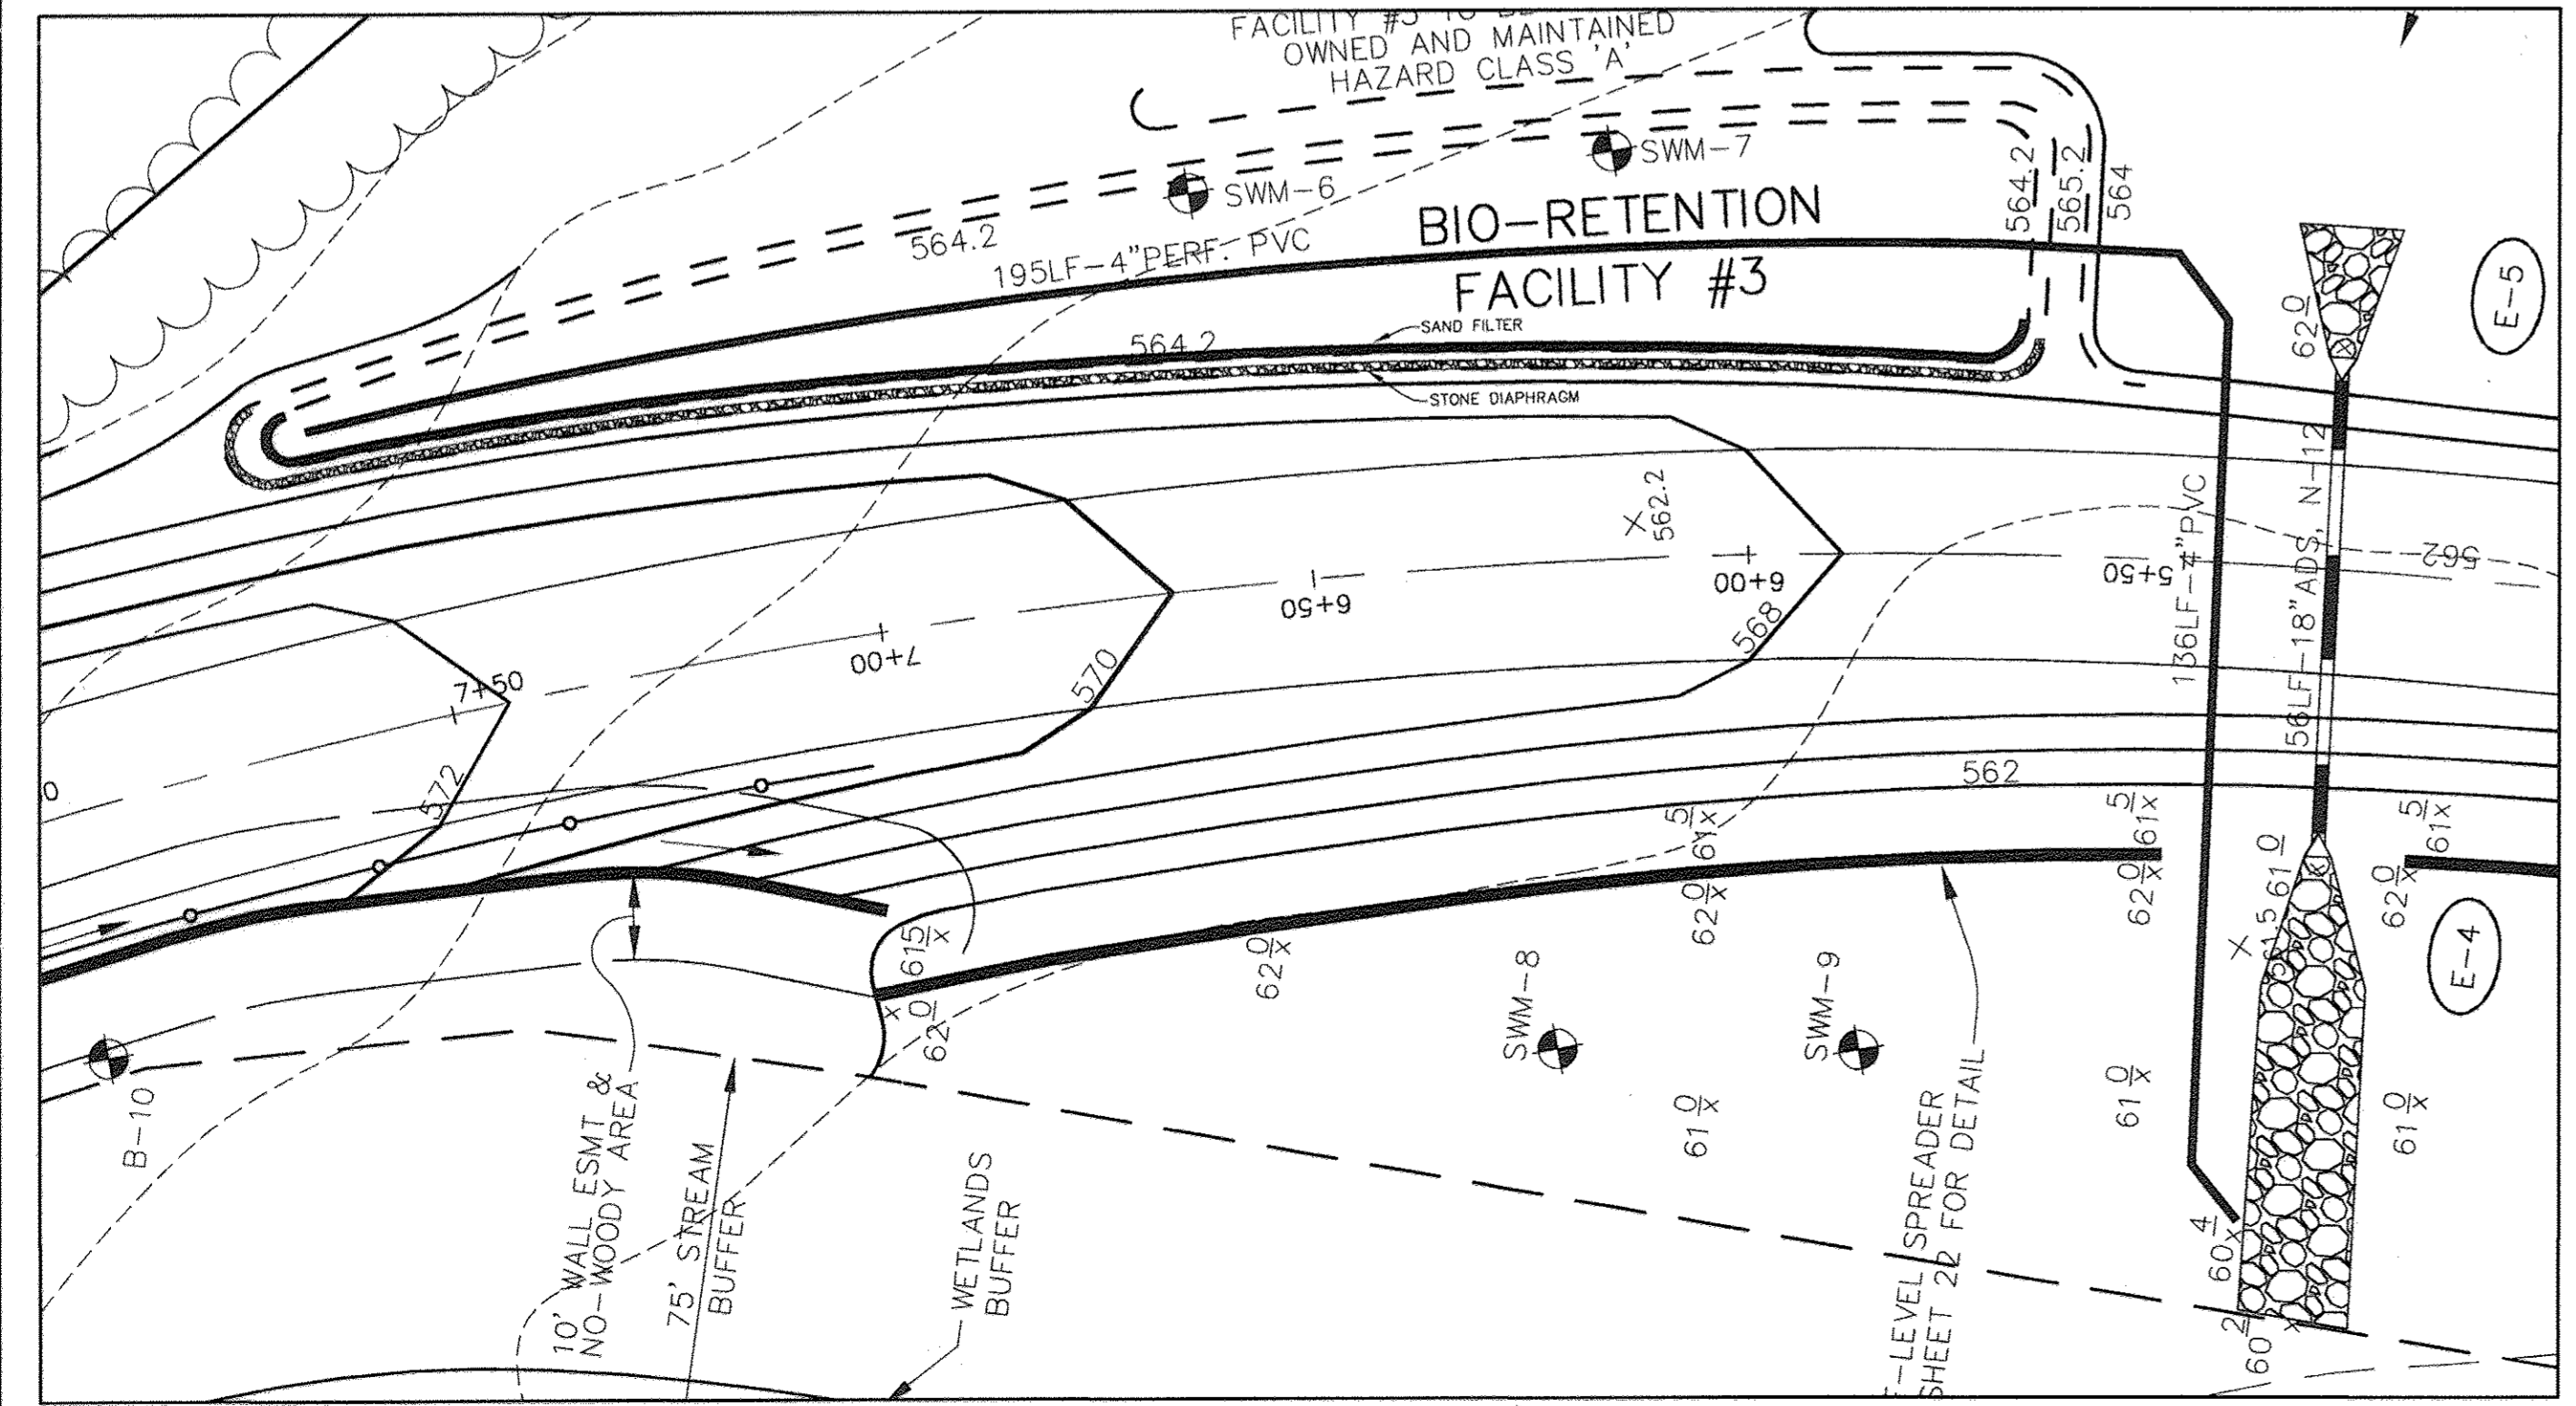 OWNED AND MAINTAINED
HAZARD CLASS 'A'
SWM-7
SWM-6
564.2
565.2
564
564.2
195LF-4"PERF. PVC
BIO-RETENTION
FACILITY #3
SAND FILTER
564.2
STONE DIAPHRAGM
62 0
E-5
562.2
136LF-4"PVC
56LF-18"ADS, N-12
562
5+50
6+00
6+50
7+00
7+50
568
570
572
0
562
61 5
x
61 5
x
61 5
x
62 0
x
62 0
x
62 0
x
62 0
x
61 0
61.5
E-4
615
x
62 0
x
SWM-8
SWM-9
B-10
10' WALL ESMT &
NO-WOODY AREA
75' STREAM
BUFFER
WETLANDS
BUFFER
61 0
x
61 0
x
61 0
x
F-LEVEL SPREADER
SHEET 22 FOR DETAIL
60 4
x
60 2
x